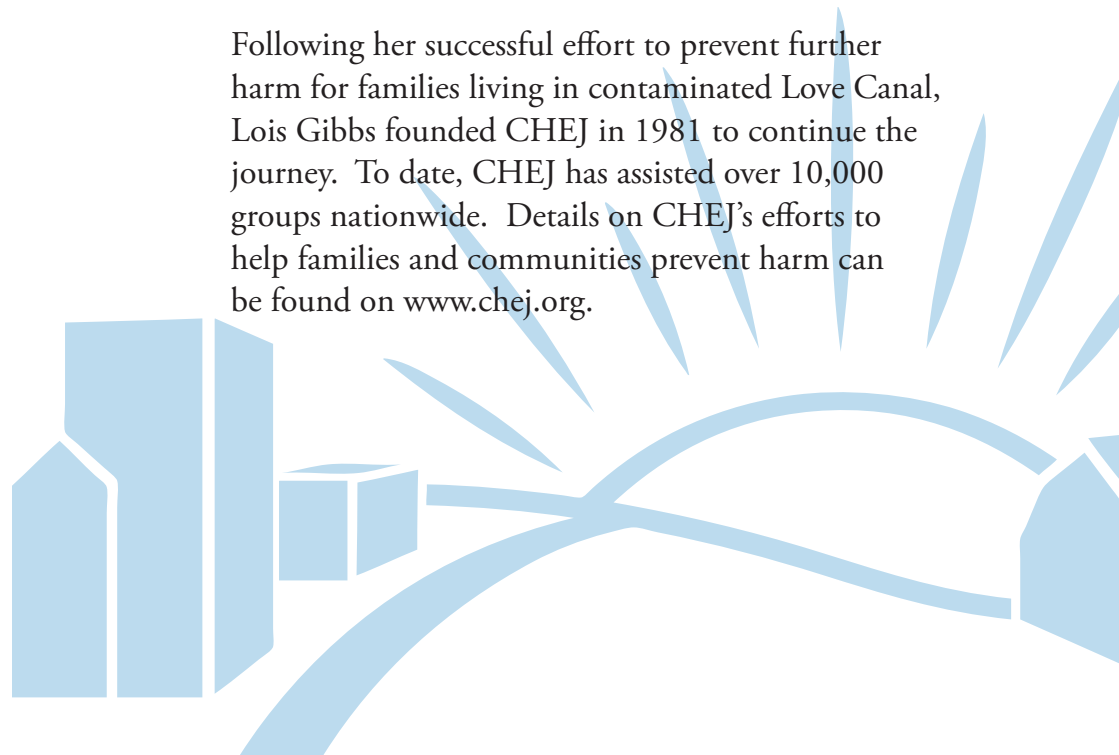 Following her successful effort to prevent further
harm for families living in contaminated Love Canal,
Lois Gibbs founded CHEJ in 1981 to continue the
journey.  To date, CHEJ has assisted over 10,000
groups nationwide.  Details on CHEJ’s efforts to
help families and communities prevent harm can
be found on www.chej.org.